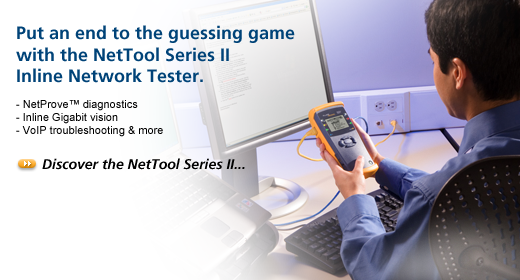 Put an end to the guessing game
with the NetTool Series II
Inline Network Tester.
- NetProve™ diagnostics
- Inline Gigabit vision
- VoIP troubleshooting & more
Discover the NetTool Series II...